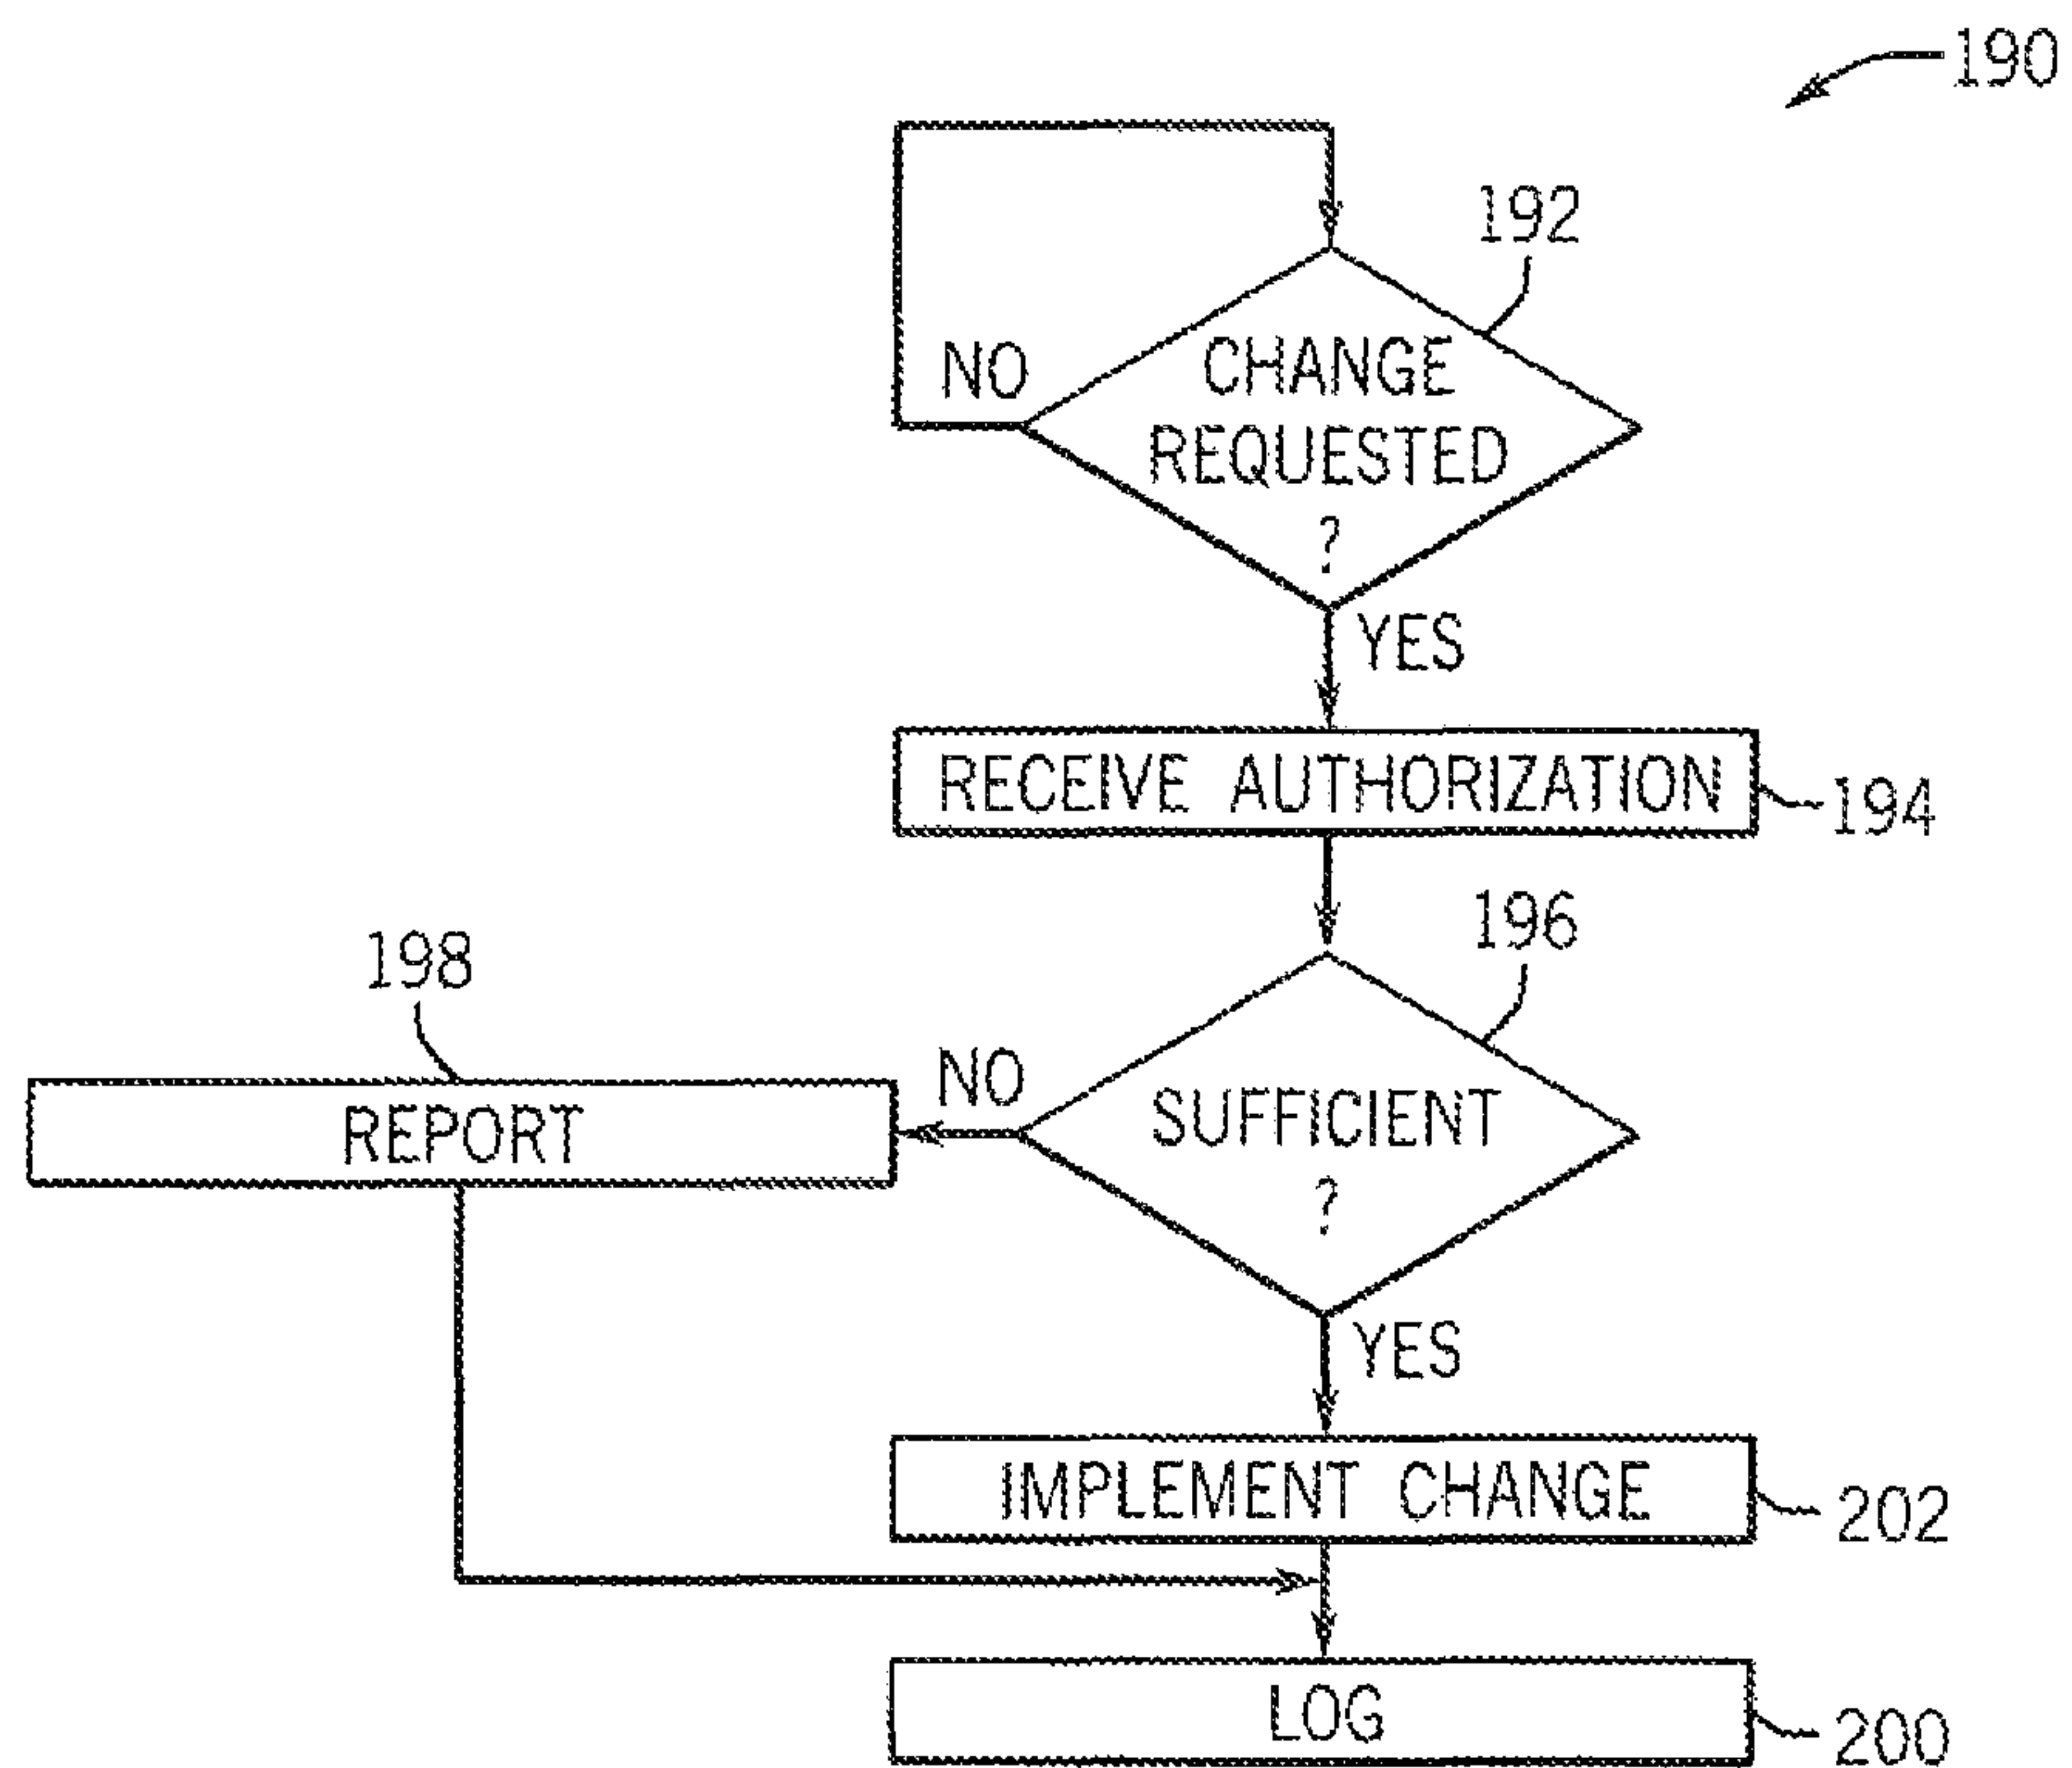 190
192
NO
CHANGE
REQUESTED
?
YES
RECEIVE AUTHORIZATION
194
196
198
NO
SUFFICIENT
?
REPORT
YES
IMPLEMENT CHANGE
202
LOG
200